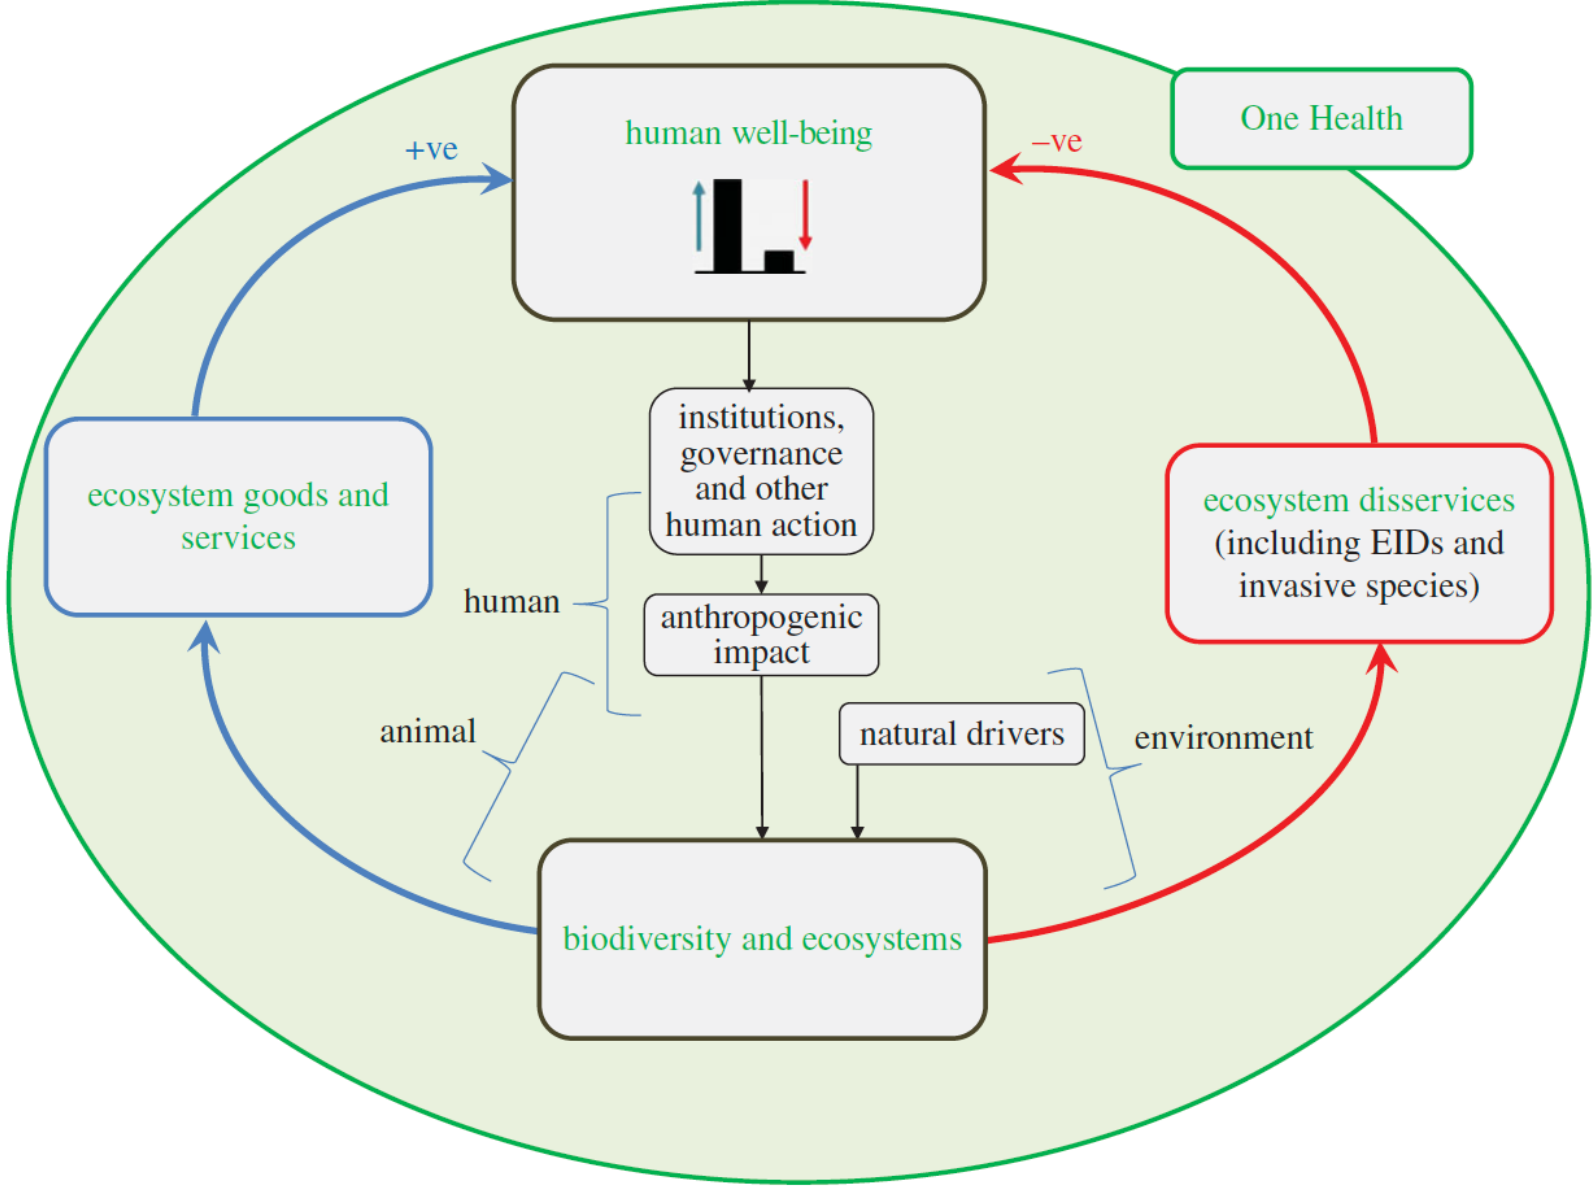 One Health
human well-being
+ve
–ve
institutions,
governance
and other
human action
ecosystem goods and
services
ecosystem disservices
(including EIDs and
invasive species)
human
anthropogenic
impact
animal
natural drivers
environment
biodiversity and ecosystems